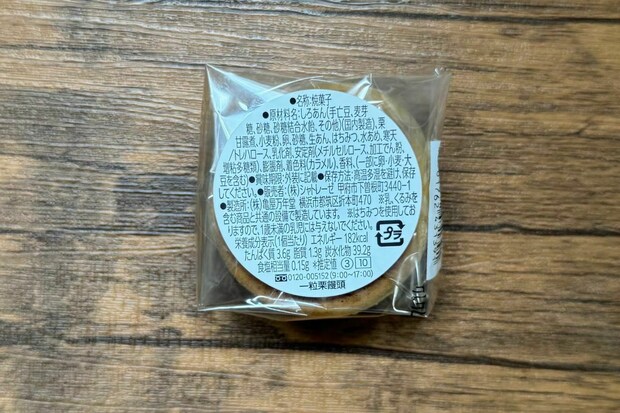 ●名称:焼菓子
●原材料名:しろあん(手亡豆、麦芽
糖、砂糖、砂糖結合水飴、その他)(国内製造)、栗
甘露煮、小麦粉、卵、砂糖、生あん、はちみつ、水あめ、寒天
/トレハロース、乳化剤、安定剤(メチルセルロース、加工でん粉、
増粘多糖類)、膨脹剤、着色料(カラメル)、香料、(一部に卵・小麦・大
豆を含む)●賞味期限:外装に記載●保存方法:高温多湿を避け、保存
してください。●販売者:(株)シャトレーゼ 甲府市下曽根町3440-1
●製造所:(株)亀屋万年堂 横浜市都筑区折本町470 ※乳、くるみを
含む商品と共通の設備で製造しています。 ※はちみつを使用してお
りますので、1歳未満の乳児には与えないでください。
栄養成分表示(1個当たり) エネルギー 182kcal
たんぱく質 3.6g 脂質 1.3g 炭水化物 39.2g
食塩相当量 0.15g *推定値 ③ 10
0120-005152(9:00~17:00)
一粒栗饅頭
プラ